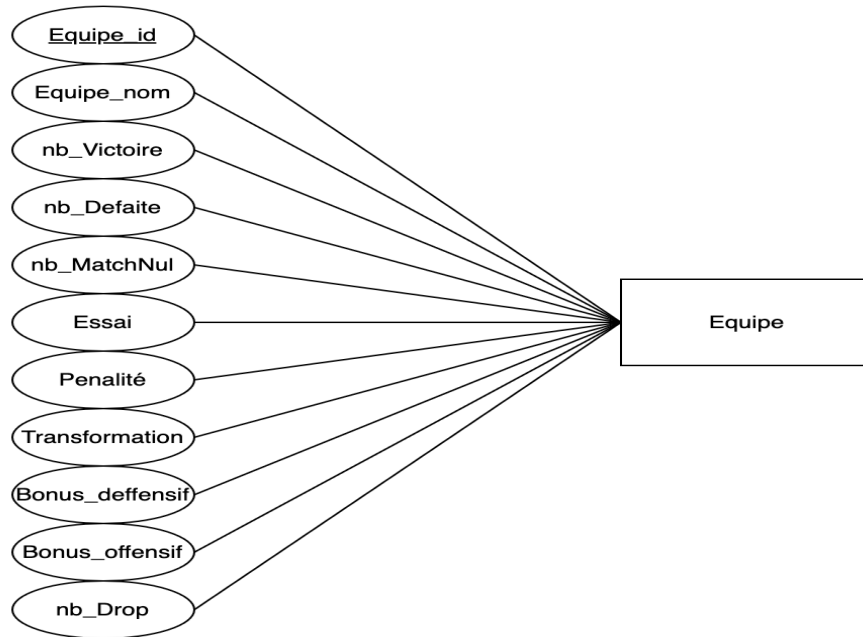 Equipe_id
Equipe_nom
nb_Victoire
nb_Defaite
nb_MatchNul
Essai
Penalité
Transformation
Bonus_deffensif
Bonus_offensif
nb_Drop
Equipe